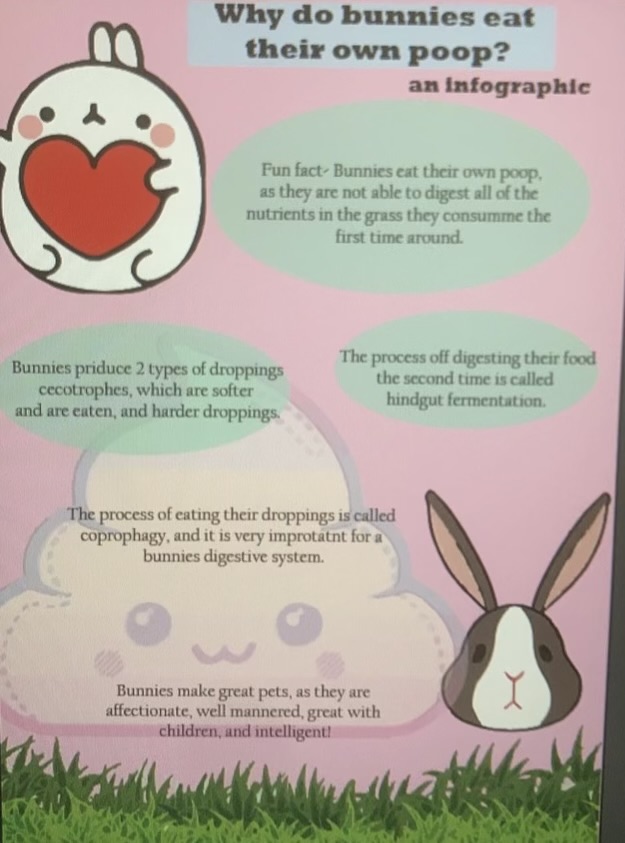 Why do bunnies eat
their own poop?
an infographic
Fun fact- Bunnies eat their own poop,
as they are not able to digest all of the
nutrients in the grass they consumme the
first time around.
Bunnies priduce 2 types of droppings
cecotrophes, which are softer
and are eaten, and harder droppings.
The process off digesting their food
the second time is called
hindgut fermentation.
The process of eating their droppings is called
coprophagy, and it is very improtatnt for a
bunnies digestive system.
Bunnies make great pets, as they are
affectionate, well mannered, great with
children, and intelligent!